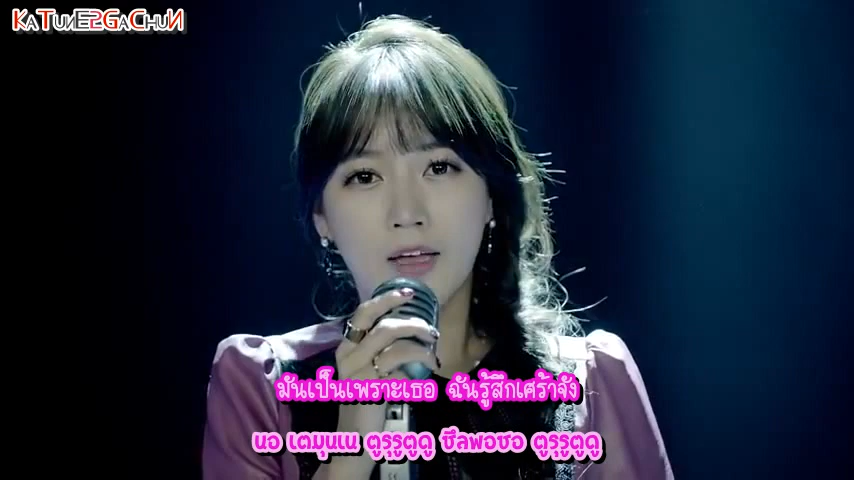 KaTunE2GaChuN
มันเป็นเพราะเธอ ฉันรู้สึกเศร้าจัง
นอ เตมุนเน ตูรุรูตูดู ซึลพอซอ ตูรุรูตูดู